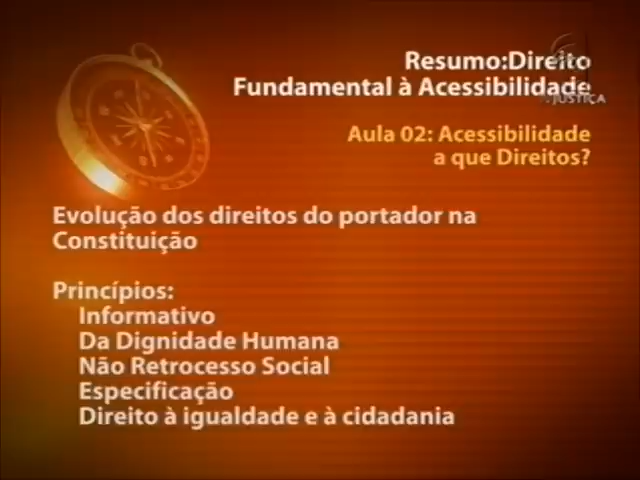 Resumo:Direito
Fundamental à Acessibilidade
JUSTIÇA
Aula 02: Acessibilidade
a que Direitos?
Evolução dos direitos do portador na
Constituição
Princípios:
Informativo
Da Dignidade Humana
Não Retrocesso Social
Especificação
Direito à igualdade e à cidadania